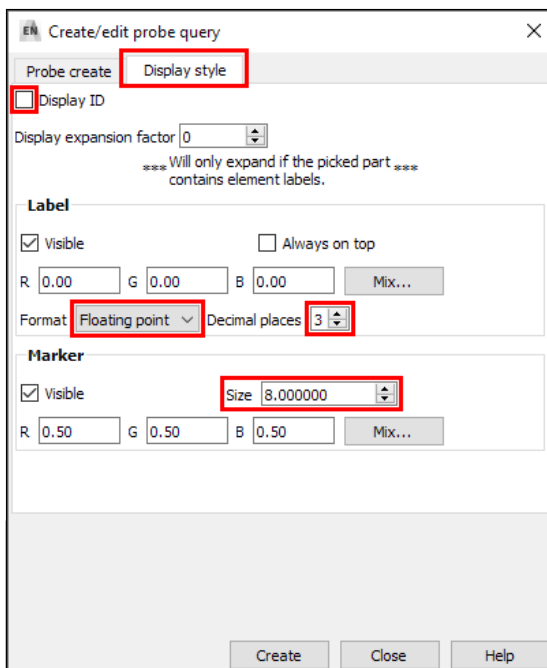 EN Create/edit probe query
Probe create Display style
Display ID
Display expansion factor 0
*** Will only expand if the picked part ***
contains element labels.
Label
Visible Always on top
R 0.00 G 0.00 B 0.00 Mix...
Format Floating point Decimal places 3
Marker
Visible Size 8.000000
R 0.50 G 0.50 B 0.50 Mix...
Create Close Help